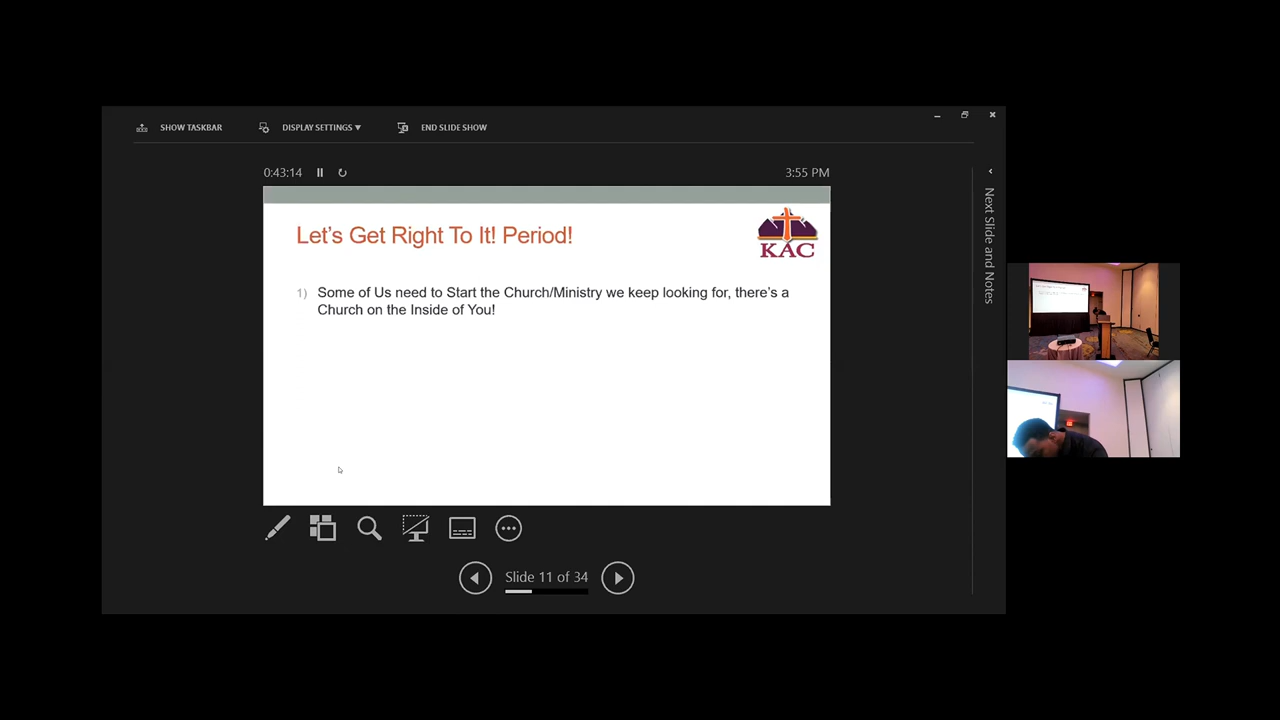 SHOW TASKBAR
DISPLAY SETTINGS ▼
END SLIDE SHOW
0:43:14
3:55 PM
Let's Get Right To It! Period!
KAC
1) Some of Us need to Start the Church/Ministry we keep looking for, there's a
Church on the Inside of You!
Slide 11 of 34
Next Slide and Notes